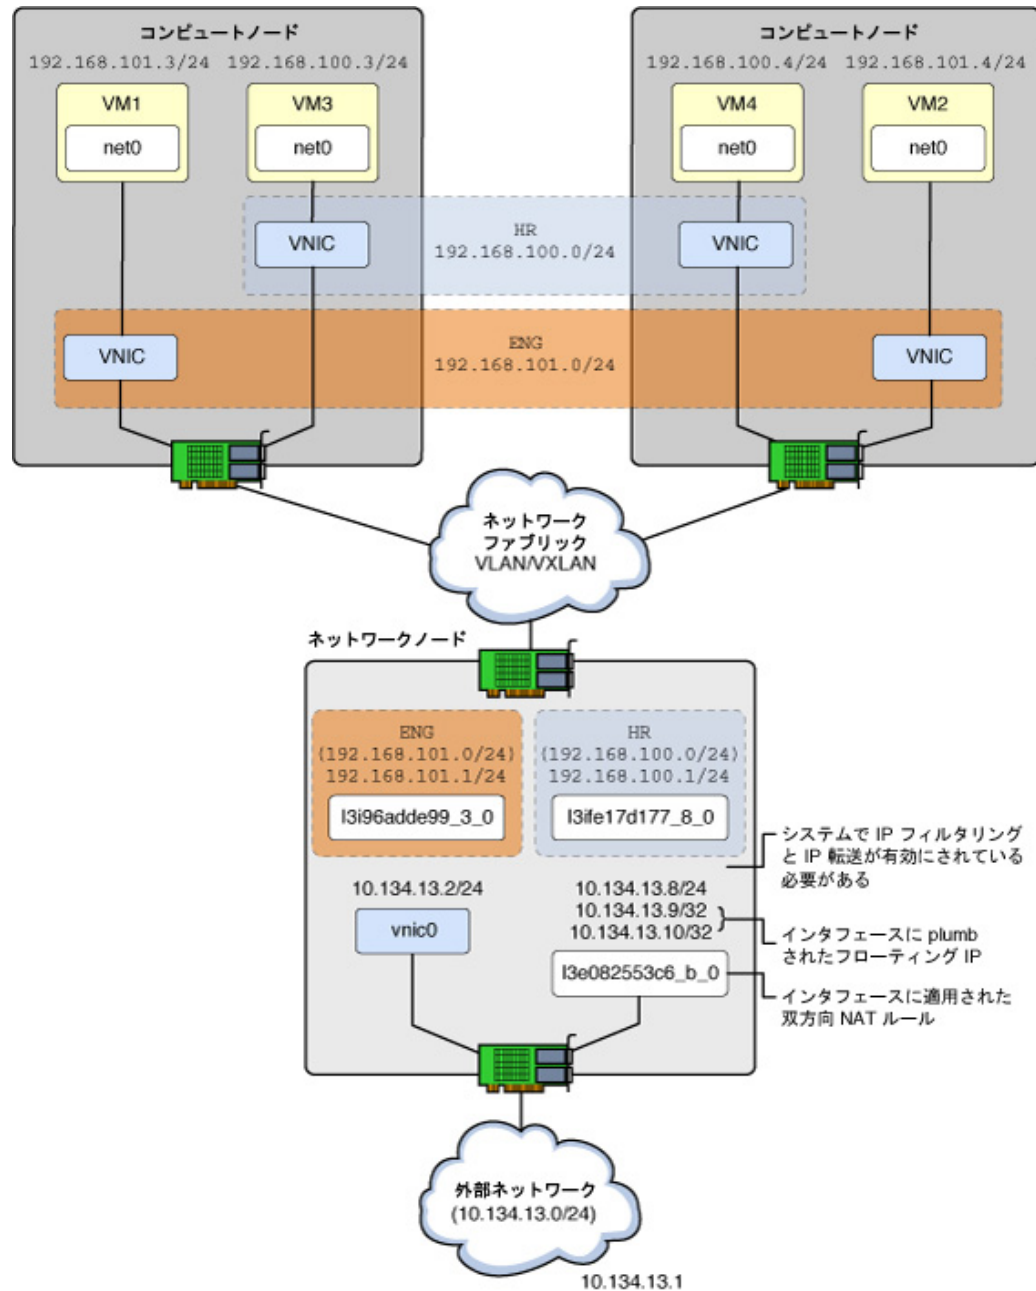 コンピュートノード
192.168.101.3/24 192.168.100.3/24
VM1
net0
VM3
net0
VNIC
VNIC
コンピュートノード
192.168.100.4/24 192.168.101.4/24
VM4
net0
VM2
net0
VNIC
VNIC
HR
192.168.100.0/24
ENG
192.168.101.0/24
ネットワーク
ファブリック
VLAN/VXLAN
ネットワークノード
ENG
(192.168.101.0/24)
192.168.101.1/24
l3i96adde99_3_0
HR
(192.168.100.0/24)
192.168.100.1/24
l3ife17d177_8_0
システムで IP フィルタリング
と IP 転送が有効にされている
必要がある
10.134.13.2/24
vnic0
10.134.13.8/24
10.134.13.9/32
10.134.13.10/32
インタフェースに plumb
されたフローティング IP
l3e082553c6_b_0
インタフェースに適用された
双方向 NAT ルール
外部ネットワーク
(10.134.13.0/24)
10.134.13.1